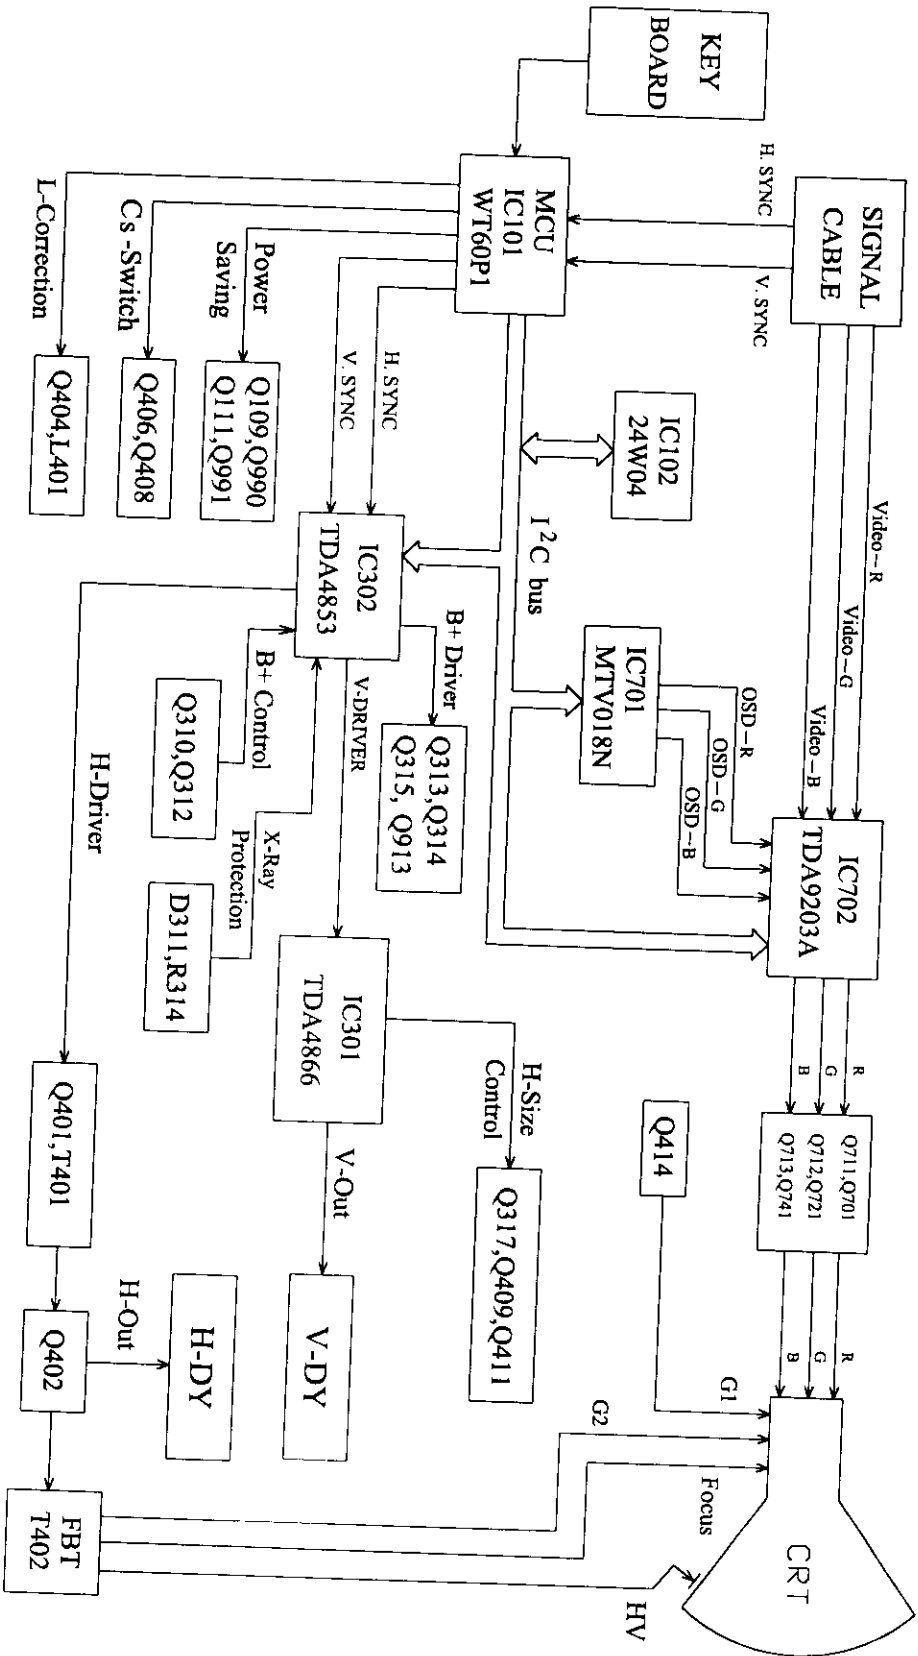 SIGNAL
CABLE
Video-R
Video-G
Video-B
IC702
TDA9203A
R
G
B
Q711,Q701
Q712,Q721
Q713,Q741
R
G
B
CRT
KEY
BOARD
H. SYNC
V. SYNC
IC102
24W04
IC701
MTV018N
OSD-R
OSD-G
OSD-B
Q414
G1
G2
Focus
HV
MCU
IC101
WT60P1
I²C bus
B+ Driver
Q313,Q314
Q315, Q913
H-Size
Control
Q317,Q409,Q411
H. SYNC
V. SYNC
IC302
TDA4853
V-DRIVER
IC301
TDA4866
V-Out
V-DY
Power
Saving
Q109,Q990
Q111,Q991
B+ Control
Q310,Q312
X-Ray
Protection
D311,R314
H-DY
Cs -Switch
Q406,Q408
H-Driver
Q401,T401
H-Out
Q402
FBT
T402
L-Correction
Q404,L401